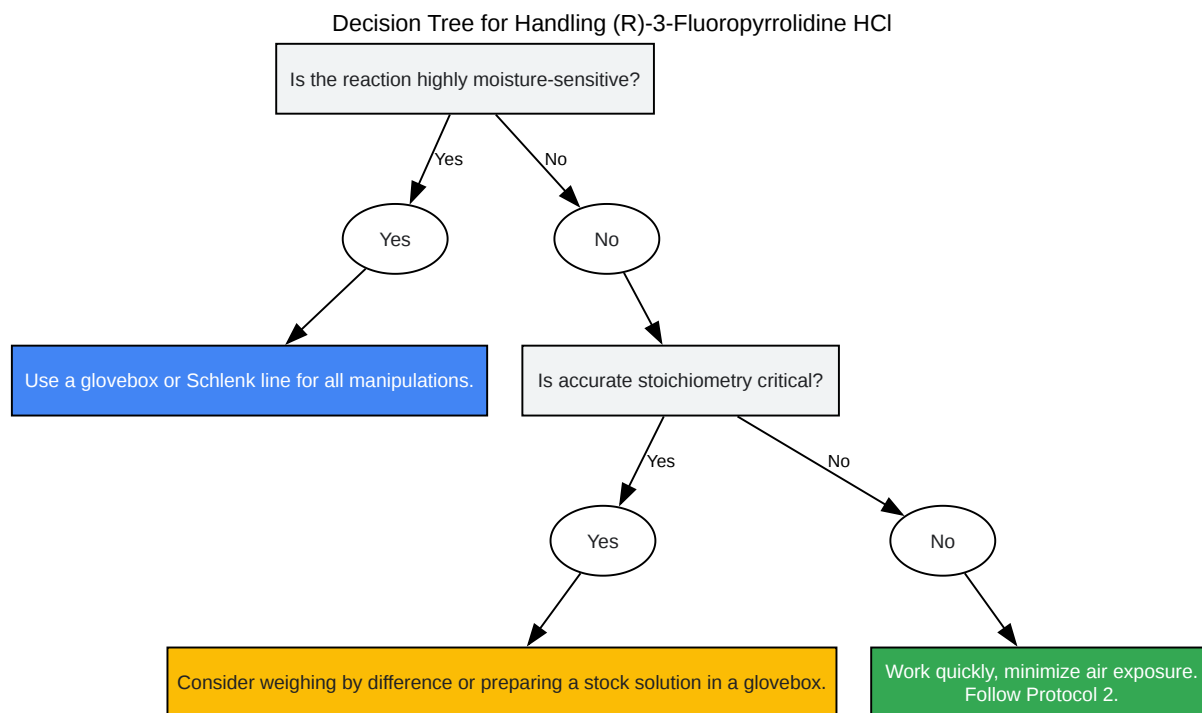 Decision Tree for Handling (R)-3-Fluoropyrrolidine HCl
Is the reaction highly moisture-sensitive?
Yes
No
Yes
No
Use a glovebox or Schlenk line for all manipulations.
Is accurate stoichiometry critical?
Yes
No
Yes
No
Consider weighing by difference or preparing a stock solution in a glovebox.
Work quickly, minimize air exposure.
Follow Protocol 2.